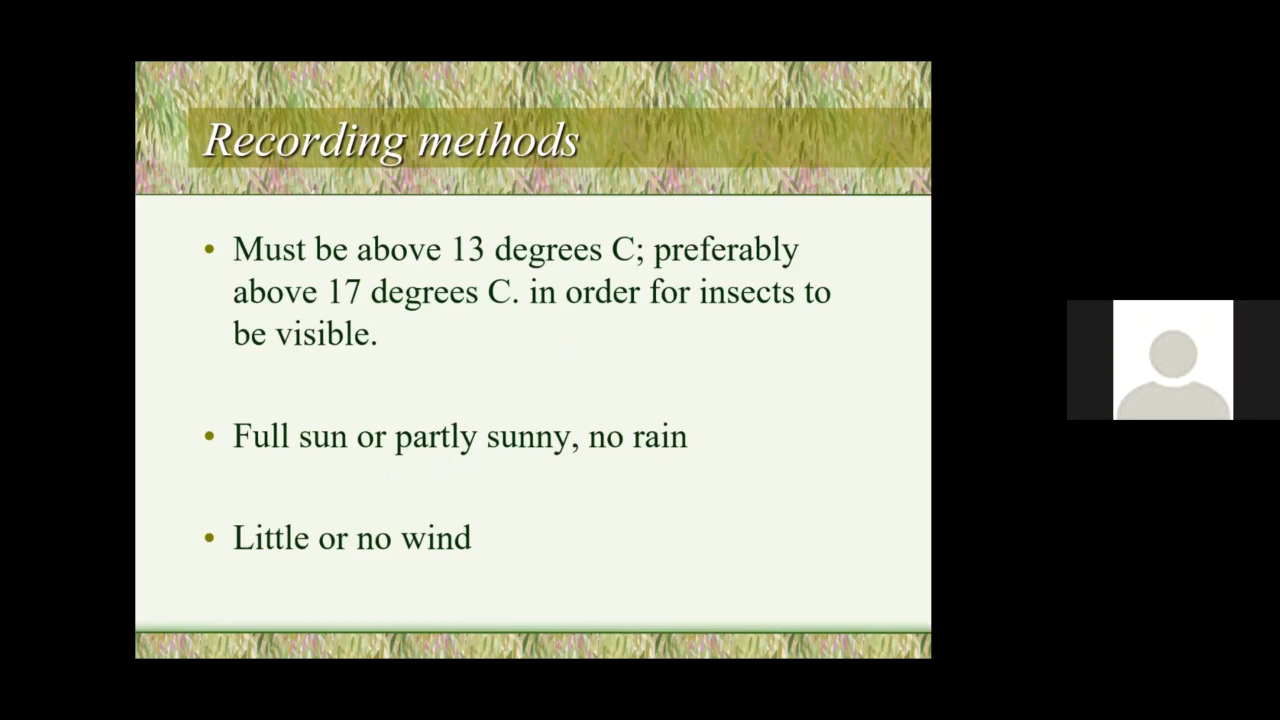 Recording methods
• Must be above 13 degrees C; preferably
above 17 degrees C. in order for insects to
be visible.
• Full sun or partly sunny, no rain
• Little or no wind